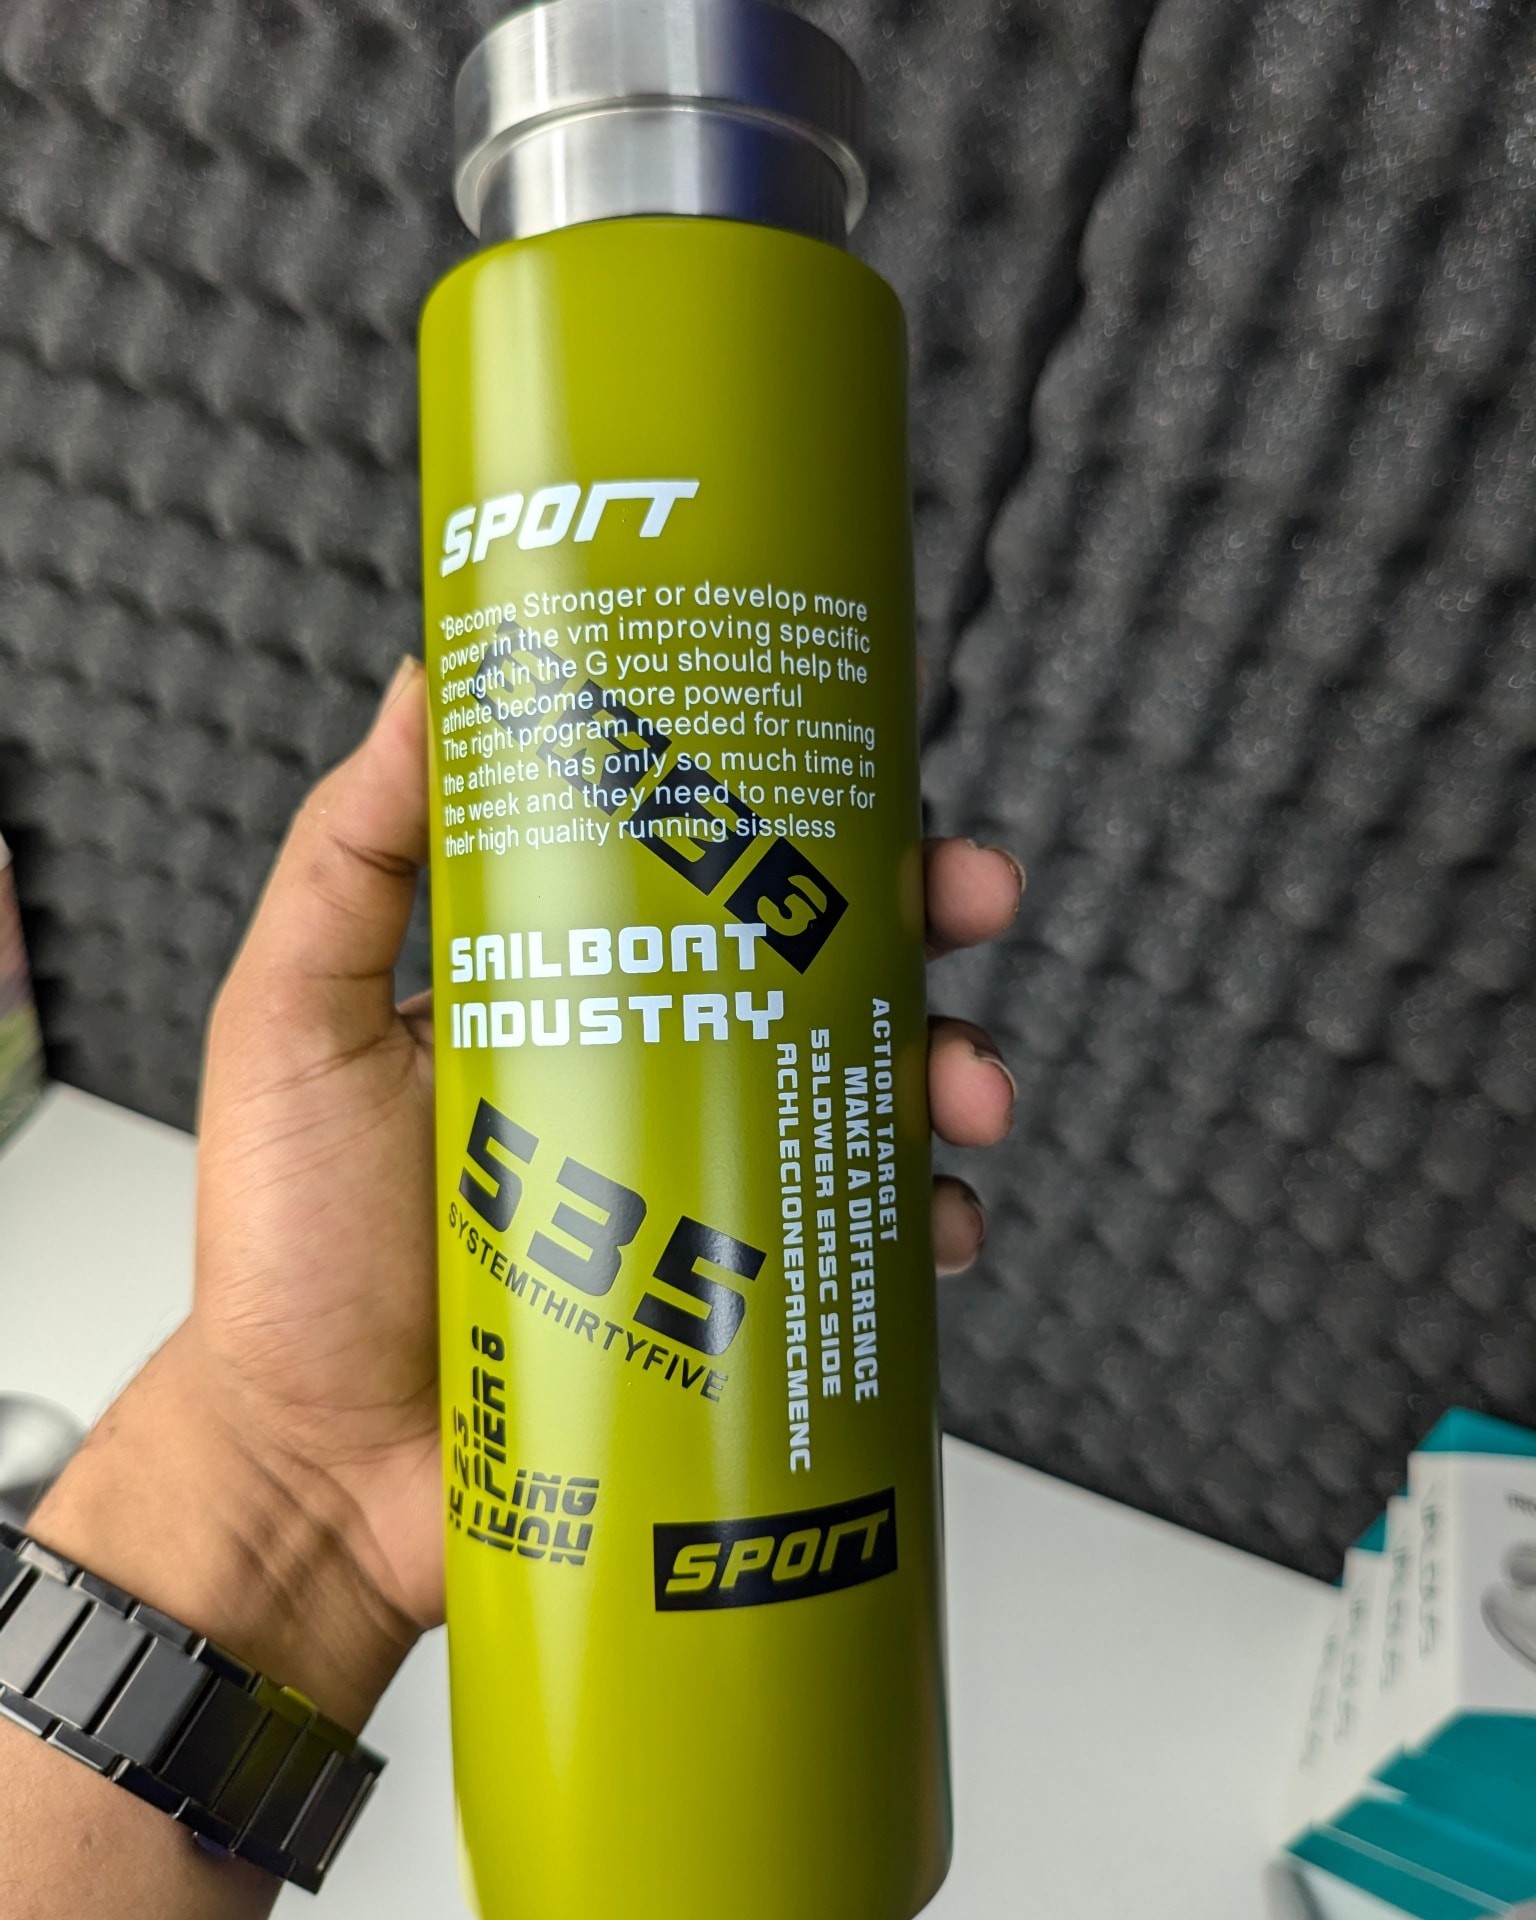 SPORT
"Become Stronger or develop more
power in the vm improving specific
strength in the G you should help the
athlete become more powerful
The right program needed for running
the athlete has only so much time in
the week and they need to never for
thelr high quality running sissless
SAILBOAT
INDUSTRY
ACTION TARGET
MAKE A DIFFERENCE
53LOWER ERSC SIDE
ACHLECIONEPARCMENC
535
SYSTEMTHIRTYFIVE
SPORT